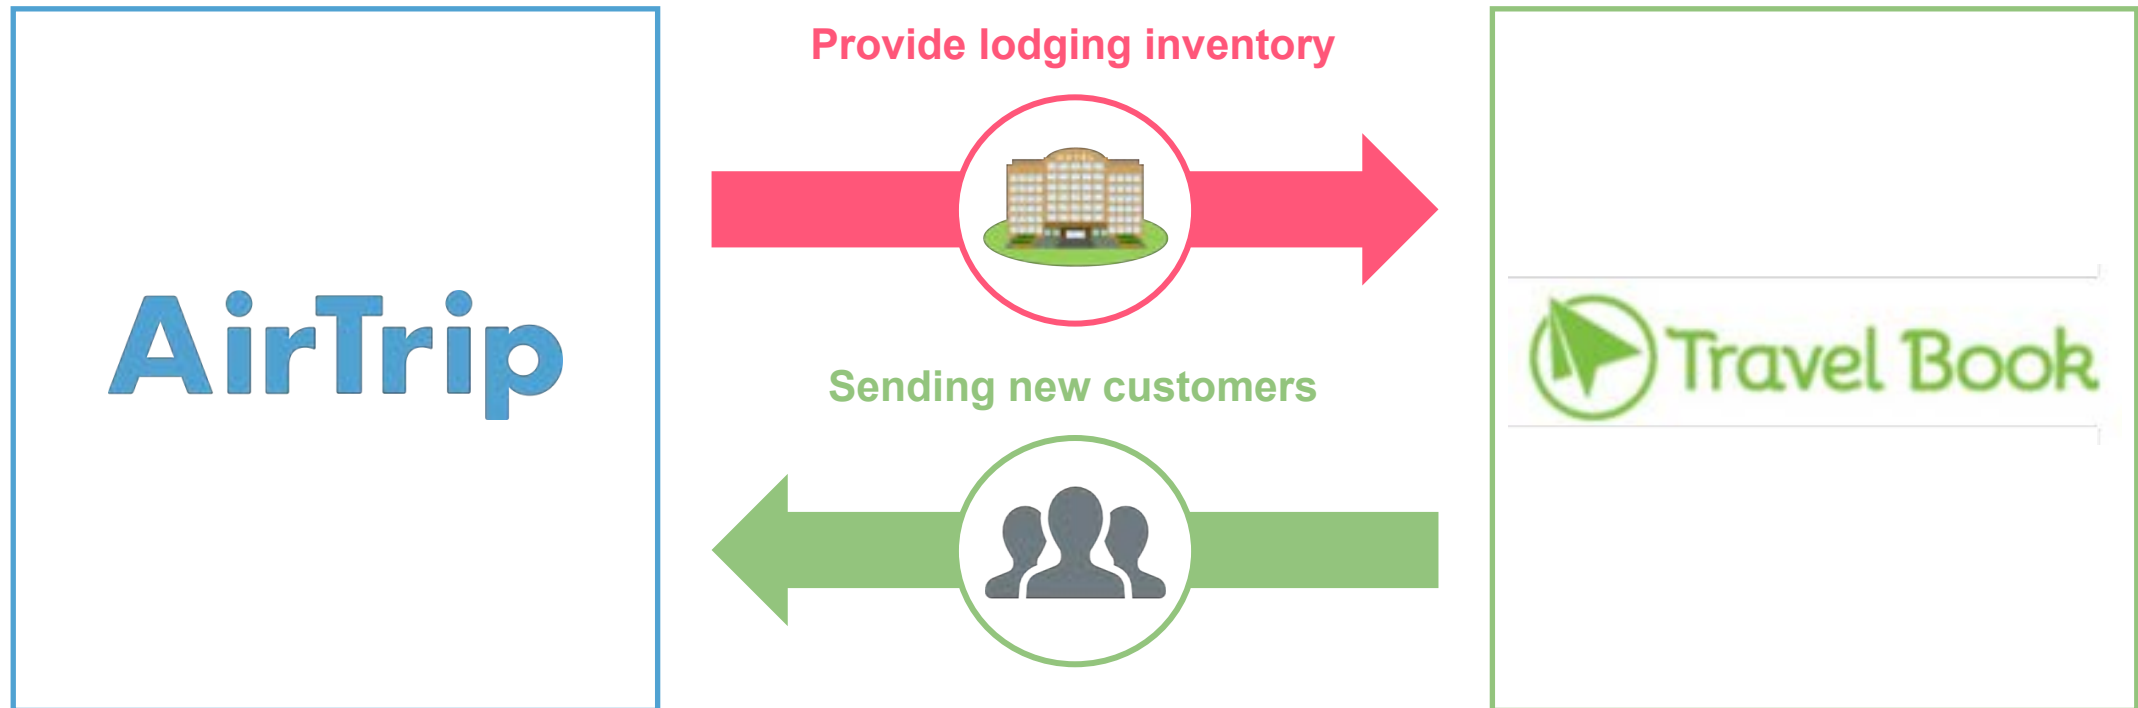 Provide lodging inventory
AirTrip
Travel Book
Sending new customers